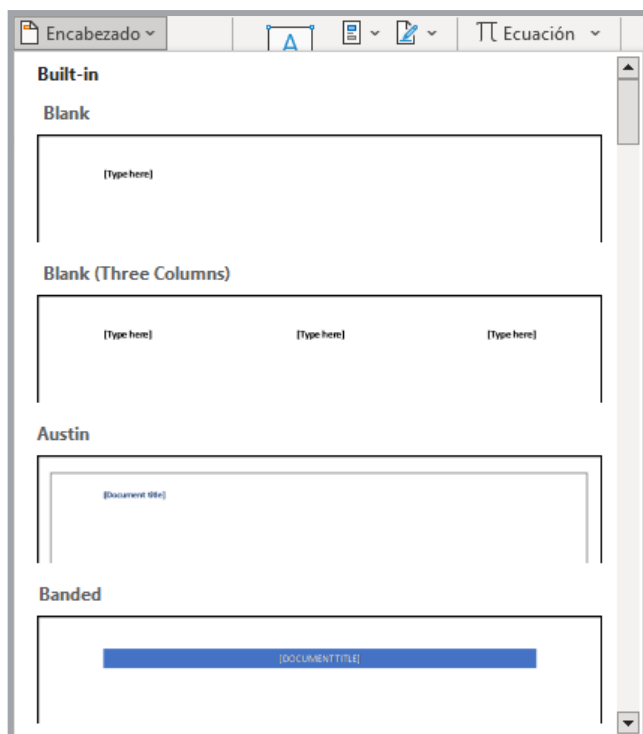 Encabezado
A
Ecuación
Built-in
Blank
[Type here]
Blank (Three Columns)
[Type here] [Type here] [Type here]
Austin
[Document title]
Banded
[DOCUMENT TITLE]